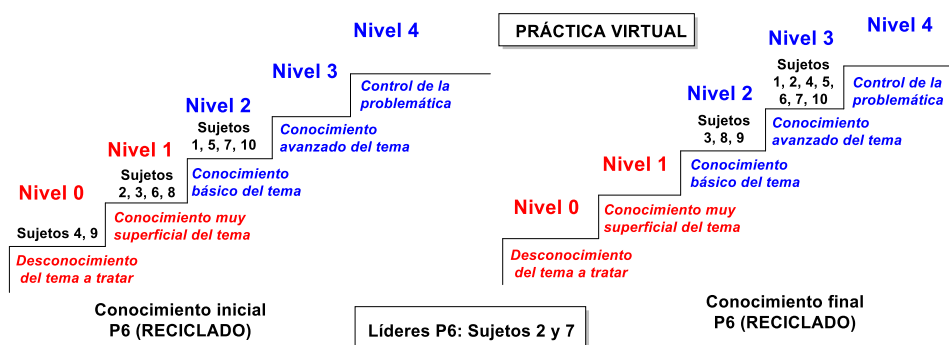 PRÁCTICA VIRTUAL
Nivel 4
Nivel 3
Control de la
problemática
Nivel 2
Sujetos
1, 5, 7, 10
Conocimiento
avanzado del tema
Nivel 1
Sujetos
2, 3, 6, 8
Conocimiento
básico del tema
Nivel 0
Sujetos 4, 9
Conocimiento muy
superficial del tema
Desconocimiento
del tema a tratar
Conocimiento inicial
P6 (RECICLADO)
Líderes P6: Sujetos 2 y 7
Nivel 4
Nivel 3
Sujetos
1, 2, 4, 5,
6, 7, 10
Control de la
problemática
Nivel 2
Sujetos
3, 8, 9
Conocimiento
avanzado del tema
Nivel 1
Conocimiento
básico del tema
Nivel 0
Conocimiento muy
superficial del tema
Desconocimiento
del tema a tratar
Conocimiento final
P6 (RECICLADO)